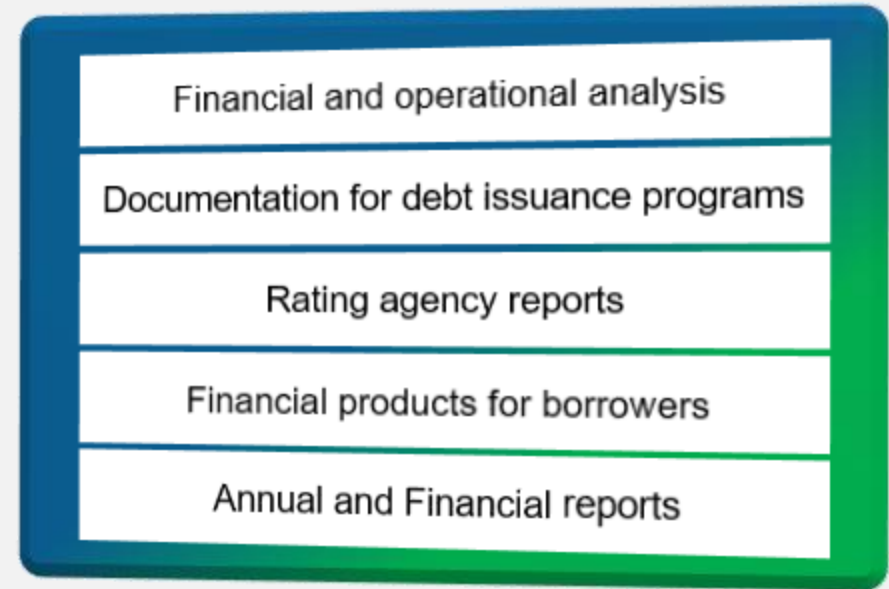 Financial and operational analysis
Documentation for debt issuance programs
Rating agency reports
Financial products for borrowers
Annual and Financial reports